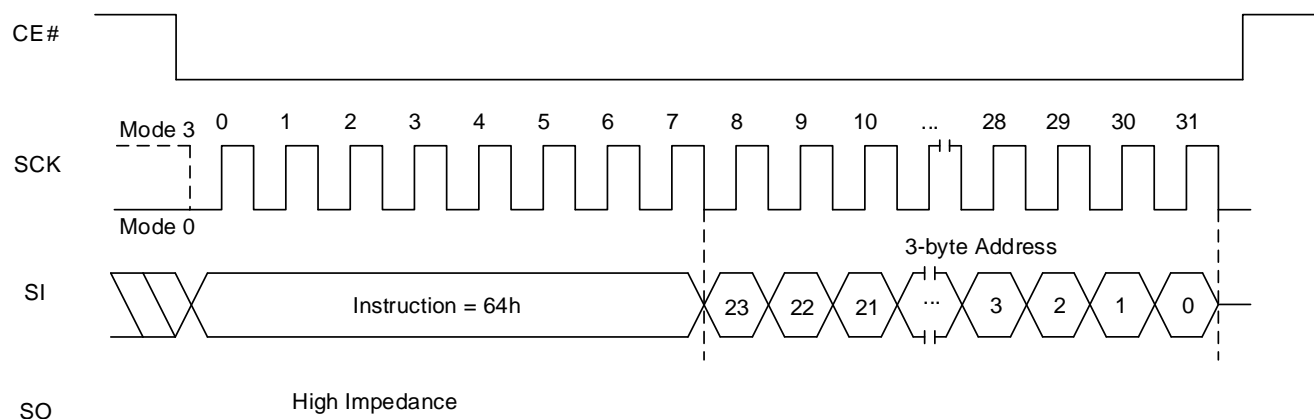 CE#
Mode 3
0 1 2 3 4 5 6 7 8 9 10 ... 28 29 30 31
SCK
Mode 0
3-byte Address
SI
Instruction = 64h
23 22 21 ... 3 2 1 0
High Impedance
SO